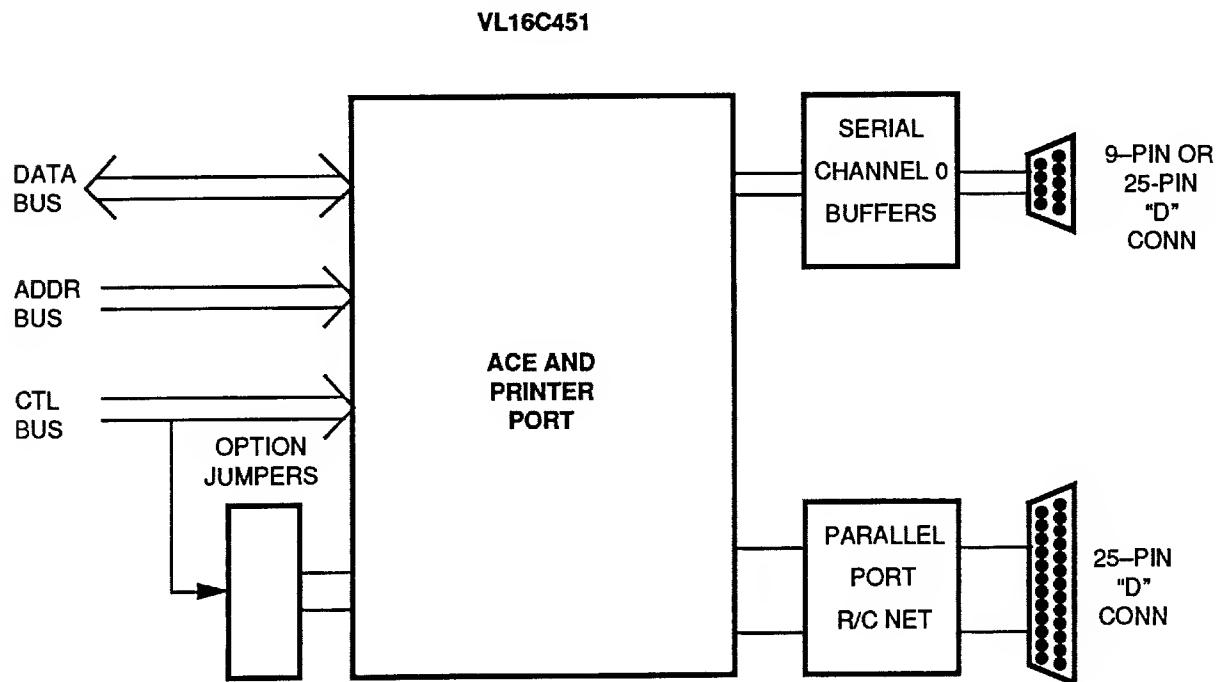 VL16C451
DATA
BUS
ADDR
BUS
CTL
BUS
OPTION
JUMPERS
ACE AND
PRINTER
PORT
SERIAL
CHANNEL 0
BUFFERS
9–PIN OR
25-PIN
"D"
CONN
PARALLEL
PORT
R/C NET
25–PIN
"D"
CONN